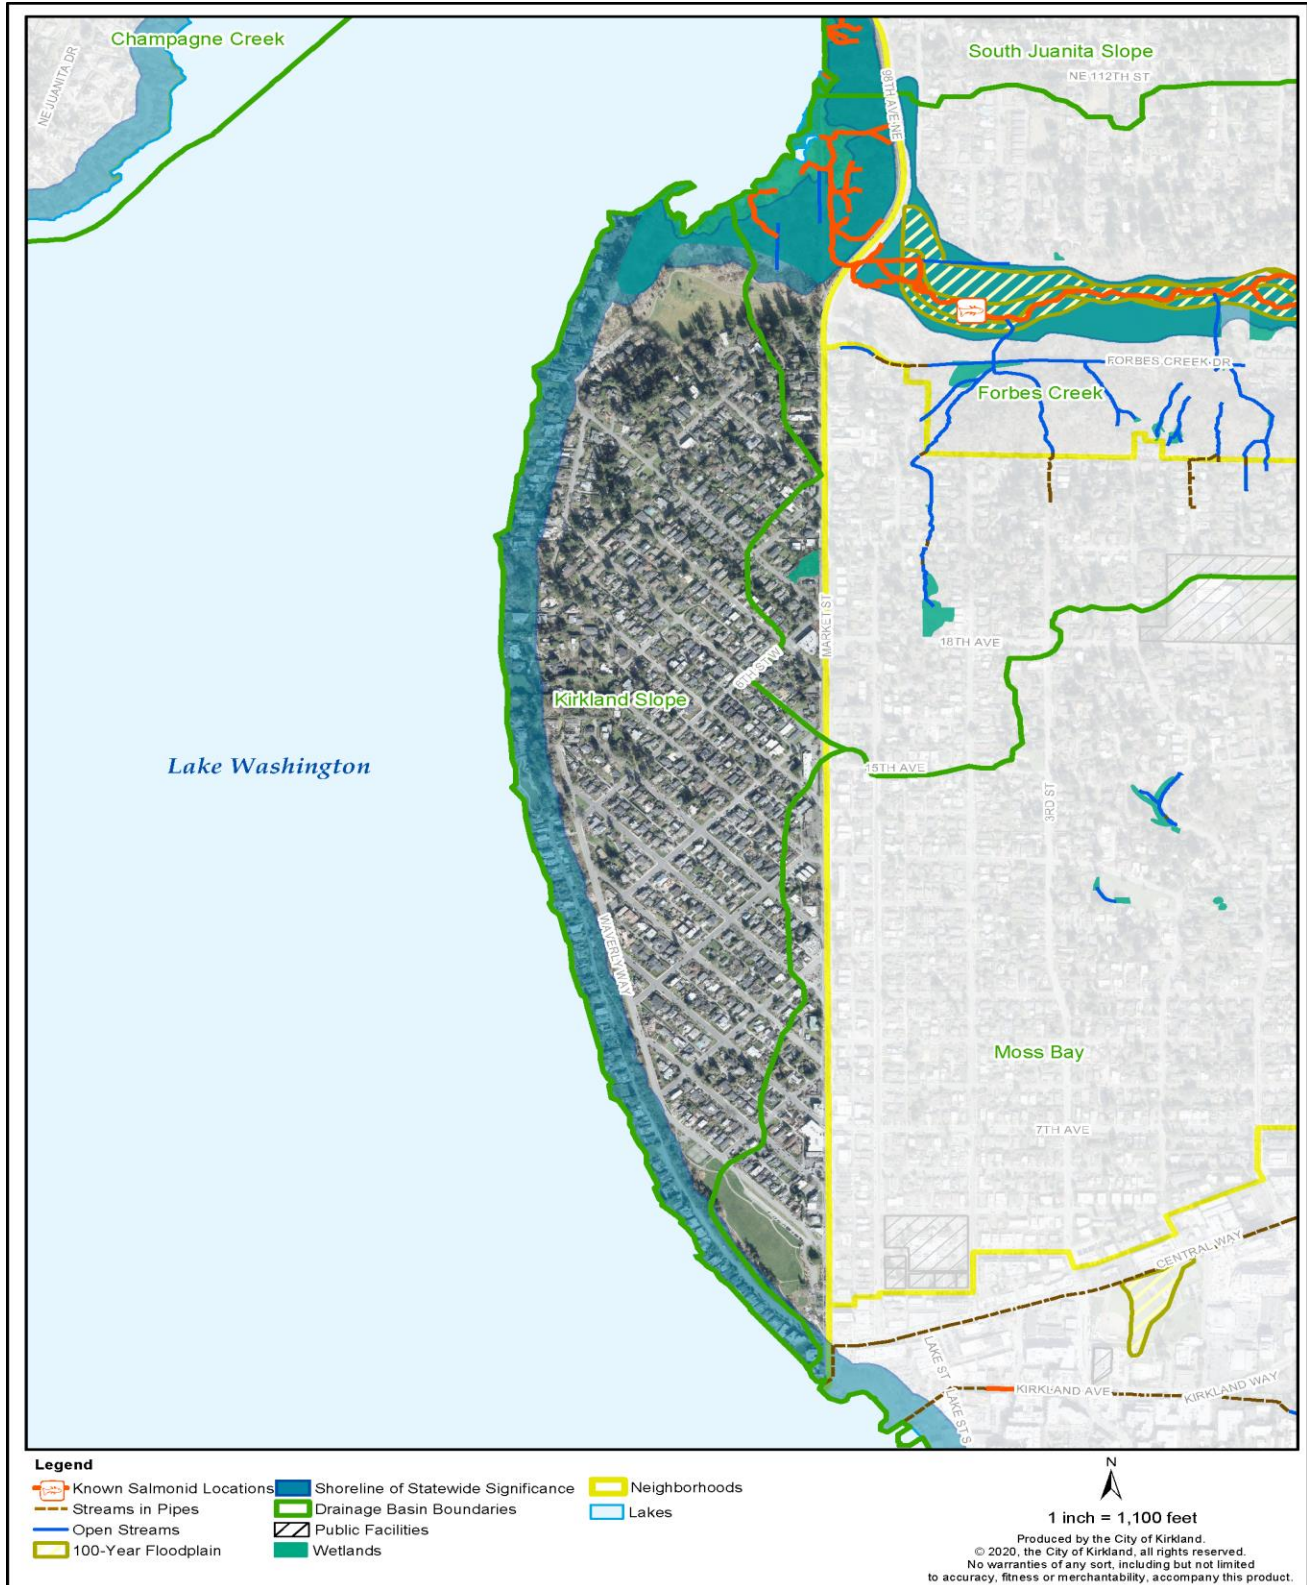 Champagne Creek
South Juanita Slope
NE JUANITA DR
98TH AVE NE
NE 112TH ST
FORBES CREEK DR
Forbes Creek
MARKET ST
18TH AVE
6TH ST W
Kirkland Slope
Lake Washington
15TH AVE
3RD ST
WAVERLY WAY
Moss Bay
7TH AVE
CENTRAL WAY
LAKE ST
LAKE ST S
KIRKLAND AVE
KIRKLAND WAY
Legend
Known Salmonid Locations
Streams in Pipes
Open Streams
100-Year Floodplain
Shoreline of Statewide Significance
Drainage Basin Boundaries
Public Facilities
Wetlands
Neighborhoods
Lakes
N
1 inch = 1,100 feet
Produced by the City of Kirkland.
© 2020, the City of Kirkland, all rights reserved.
No warranties of any sort, including but not limited
to accuracy, fitness or merchantability, accompany this product.